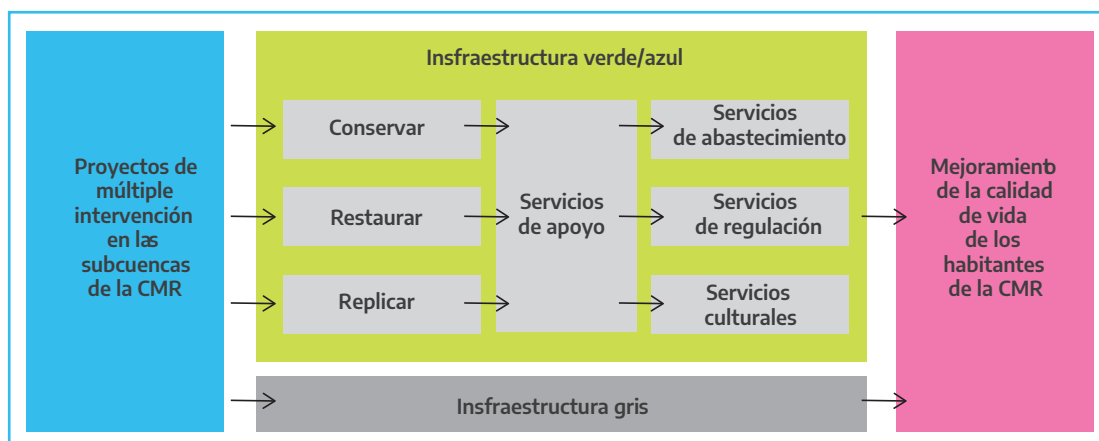 Proyectos de
múltiple
intervención
en las
subcuencas
de la CMR
Insfraestructura verde/azul
Conservar
Restaurar
Replicar
Servicios
de apoyo
Servicios
de abastecimiento
Servicios
de regulación
Servicios
culturales
Insfraestructura gris
Mejoramiento
de la calidad
de vida
de los
habitantes
de la CMR